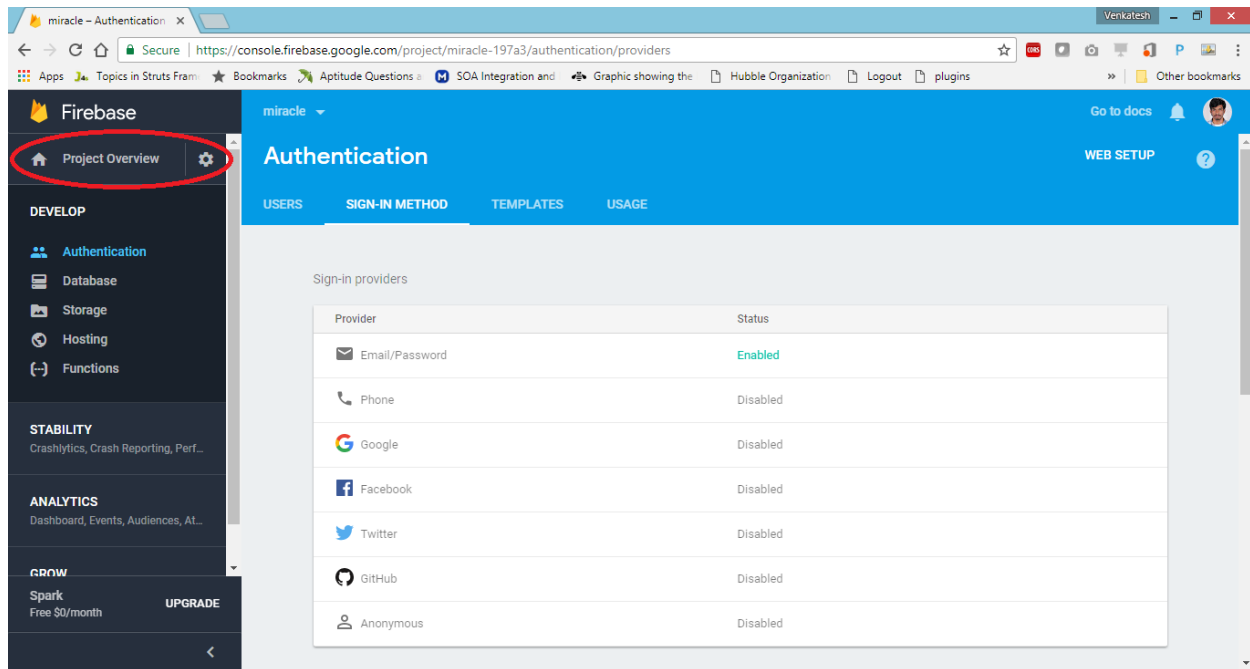 miracle – Authentication
Venkatesh
Secure https://console.firebase.google.com/project/miracle-197a3/authentication/providers
Apps Topics in Struts Fram Bookmarks Aptitude Questions a SOA Integration and Graphic showing the Hubble Organization Logout plugins » Other bookmarks
Firebase
miracle
Go to docs
Project Overview
Authentication
WEB SETUP
USERS SIGN-IN METHOD TEMPLATES USAGE
DEVELOP
Authentication
Database
Storage
Hosting
Functions
STABILITY
Crashlytics, Crash Reporting, Perf...
ANALYTICS
Dashboard, Events, Audiences, At...
GROW
Spark
Free $0/month
UPGRADE
Sign-in providers
Provider Status
Email/Password Enabled
Phone Disabled
Google Disabled
Facebook Disabled
Twitter Disabled
GitHub Disabled
Anonymous Disabled